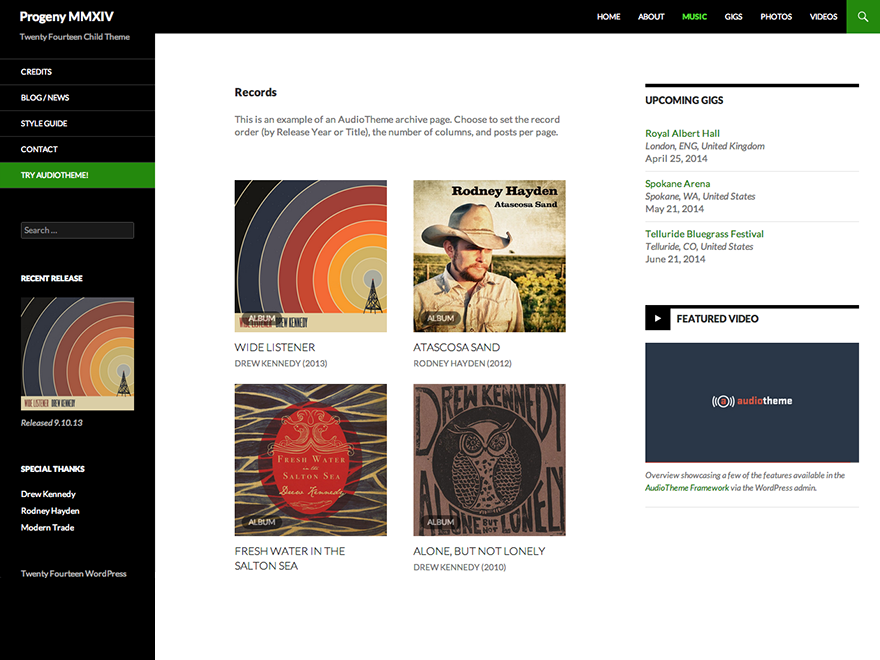 Progeny MMXIV
Twenty Fourteen Child Theme
HOME
ABOUT
MUSIC
GIGS
PHOTOS
VIDEOS
CREDITS
BLOG / NEWS
STYLE GUIDE
CONTACT
TRY AUDIOTHEME!
Search ...
RECENT RELEASE
WIDE LISTENER DREW KENNEDY
Released 9.10.13
SPECIAL THANKS
Drew Kennedy
Rodney Hayden
Modern Trade
Twenty Fourteen WordPress
Records
This is an example of an AudioTheme archive page. Choose to set the record
order (by Release Year or Title), the number of columns, and posts per page.
WIDE LISTENER DREW KENNEDY
ALBUM
WIDE LISTENER
DREW KENNEDY (2013)
Rodney Hayden
Atascosa Sand
ALBUM
ATASCOSA SAND
RODNEY HAYDEN (2012)
FRESH WATER
in the
SALTON SEA
Drew Kennedy
ALBUM
FRESH WATER IN THE
SALTON SEA
DREW KENNEDY
ALONE, BUT NOT LONELY
ALBUM
ALONE, BUT NOT LONELY
DREW KENNEDY (2010)
UPCOMING GIGS
Royal Albert Hall
London, ENG, United Kingdom
April 25, 2014
Spokane Arena
Spokane, WA, United States
May 21, 2014
Telluride Bluegrass Festival
Telluride, CO, United States
June 21, 2014
FEATURED VIDEO
((a)) audiotheme
Overview showcasing a few of the features available in the
AudioTheme Framework via the WordPress admin.